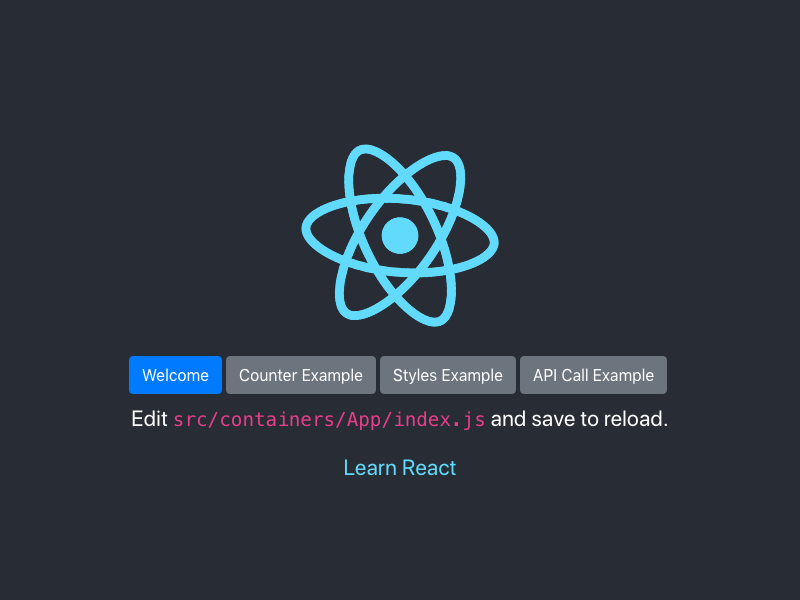 Welcome Counter Example Styles Example API Call Example
Edit src/containers/App/index.js and save to reload.
Learn React